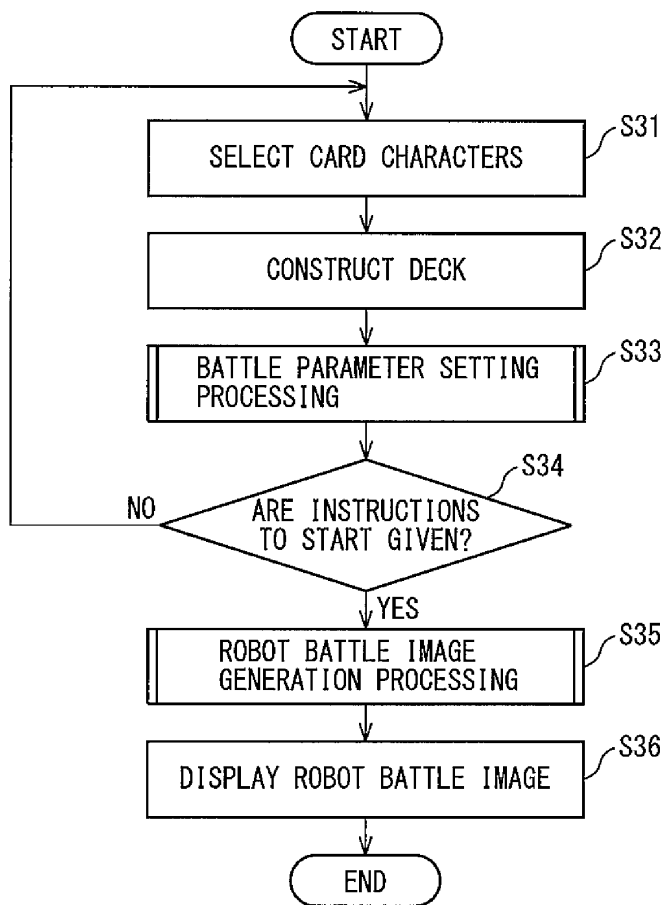 START
S31
SELECT CARD CHARACTERS
S32
CONSTRUCT DECK
S33
BATTLE PARAMETER SETTING
PROCESSING
S34
NO
ARE INSTRUCTIONS
TO START GIVEN?
YES
S35
ROBOT BATTLE IMAGE
GENERATION PROCESSING
S36
DISPLAY ROBOT BATTLE IMAGE
END